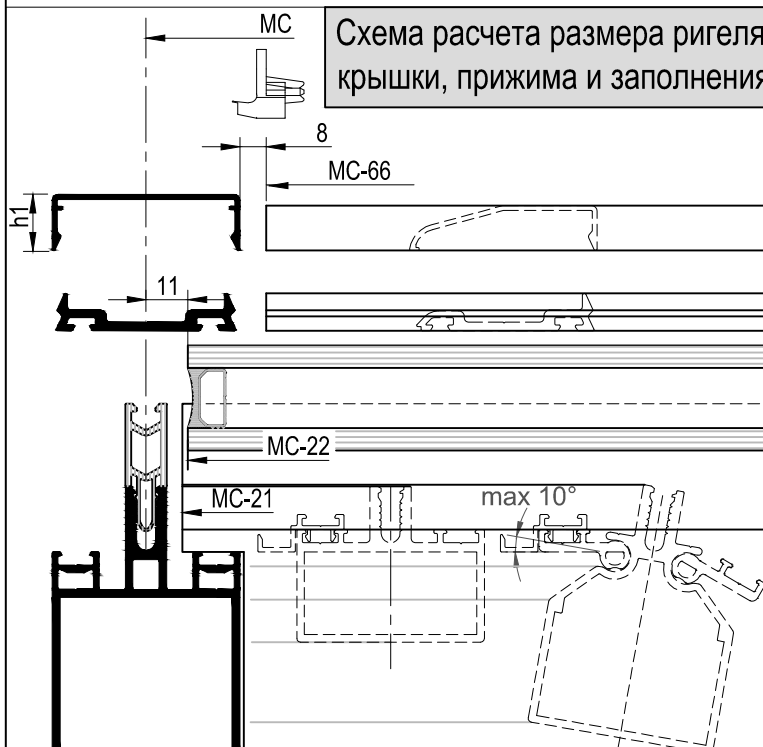 МС
Схема расчета размера ригеля
крышки, прижима и заполнения
8
МС-66
h1
11
МС-22
МС-21
max 10°